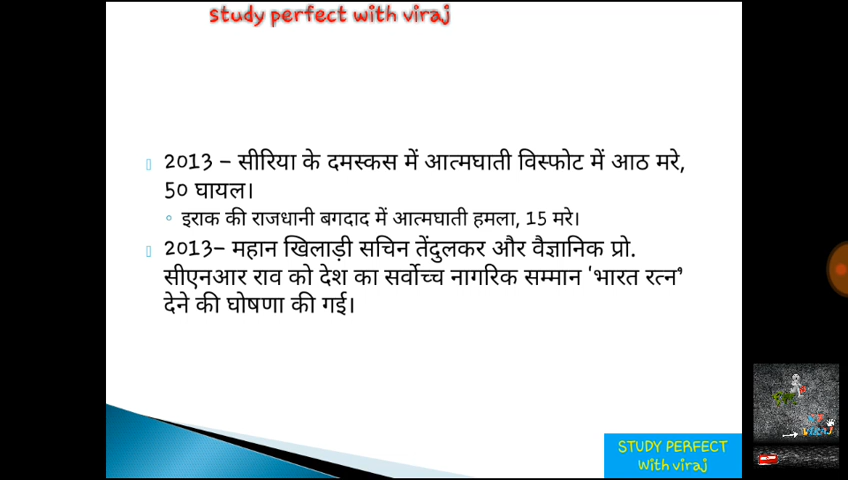 study perfect with viraj
2013 – सीरिया के दमस्कस में आत्मघाती विस्फोट में आठ मरे,
50 घायल।
इराक की राजधानी बगदाद में आत्मघाती हमला, 15 मरे।
2013– महान खिलाड़ी सचिन तेंदुलकर और वैज्ञानिक प्रो.
सीएनआर राव को देश का सर्वोच्च नागरिक सम्मान 'भारत रत्न'
देने की घोषणा की गई।
STUDY PERFECT
With viraj
VIRAJ